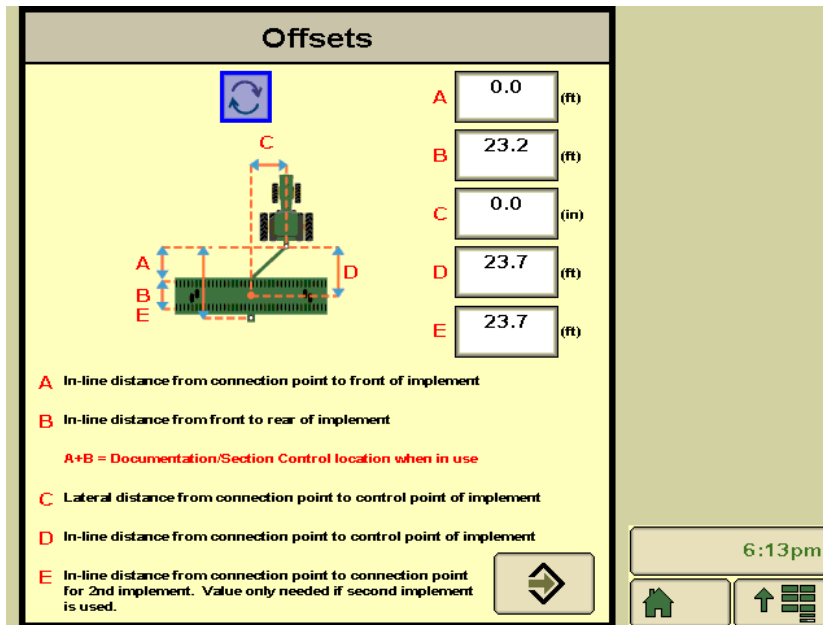 Offsets
A 0.0 (ft)
B 23.2 (ft)
C 0.0 (in)
D 23.7 (ft)
E 23.7 (ft)
C
A
D
B
E
A In-line distance from connection point to front of implement
B In-line distance from front to rear of implement
A+B = Documentation/Section Control location when in use
C Lateral distance from connection point to control point of implement
D In-line distance from connection point to control point of implement
E In-line distance from connection point to connection point
for 2nd implement. Value only needed if second implement
is used.
6:13pm